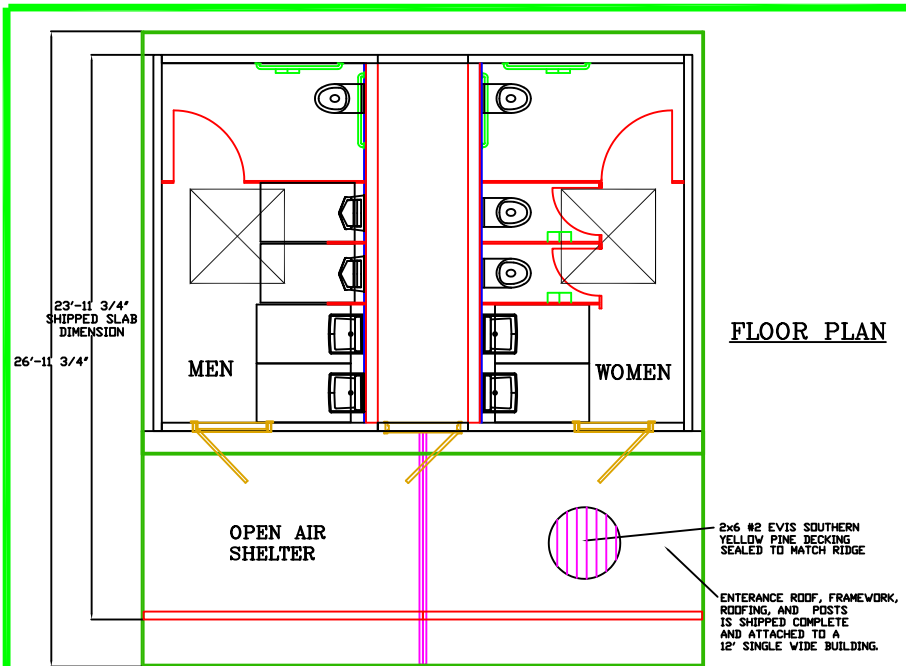 23'-11 3/4"
SHIPPED SLAB
DIMENSION
26'-11 3/4"
FLOOR PLAN
MEN
WOMEN
OPEN AIR
SHELTER
2x6 #2 EVIS SOUTHERN
YELLOW PINE DECKING
SEALED TO MATCH RIDGE
ENTERANCE ROOF, FRAMEWORK,
ROOFING, AND POSTS
IS SHIPPED COMPLETE
AND ATTACHED TO A
12' SINGLE WIDE BUILDING.